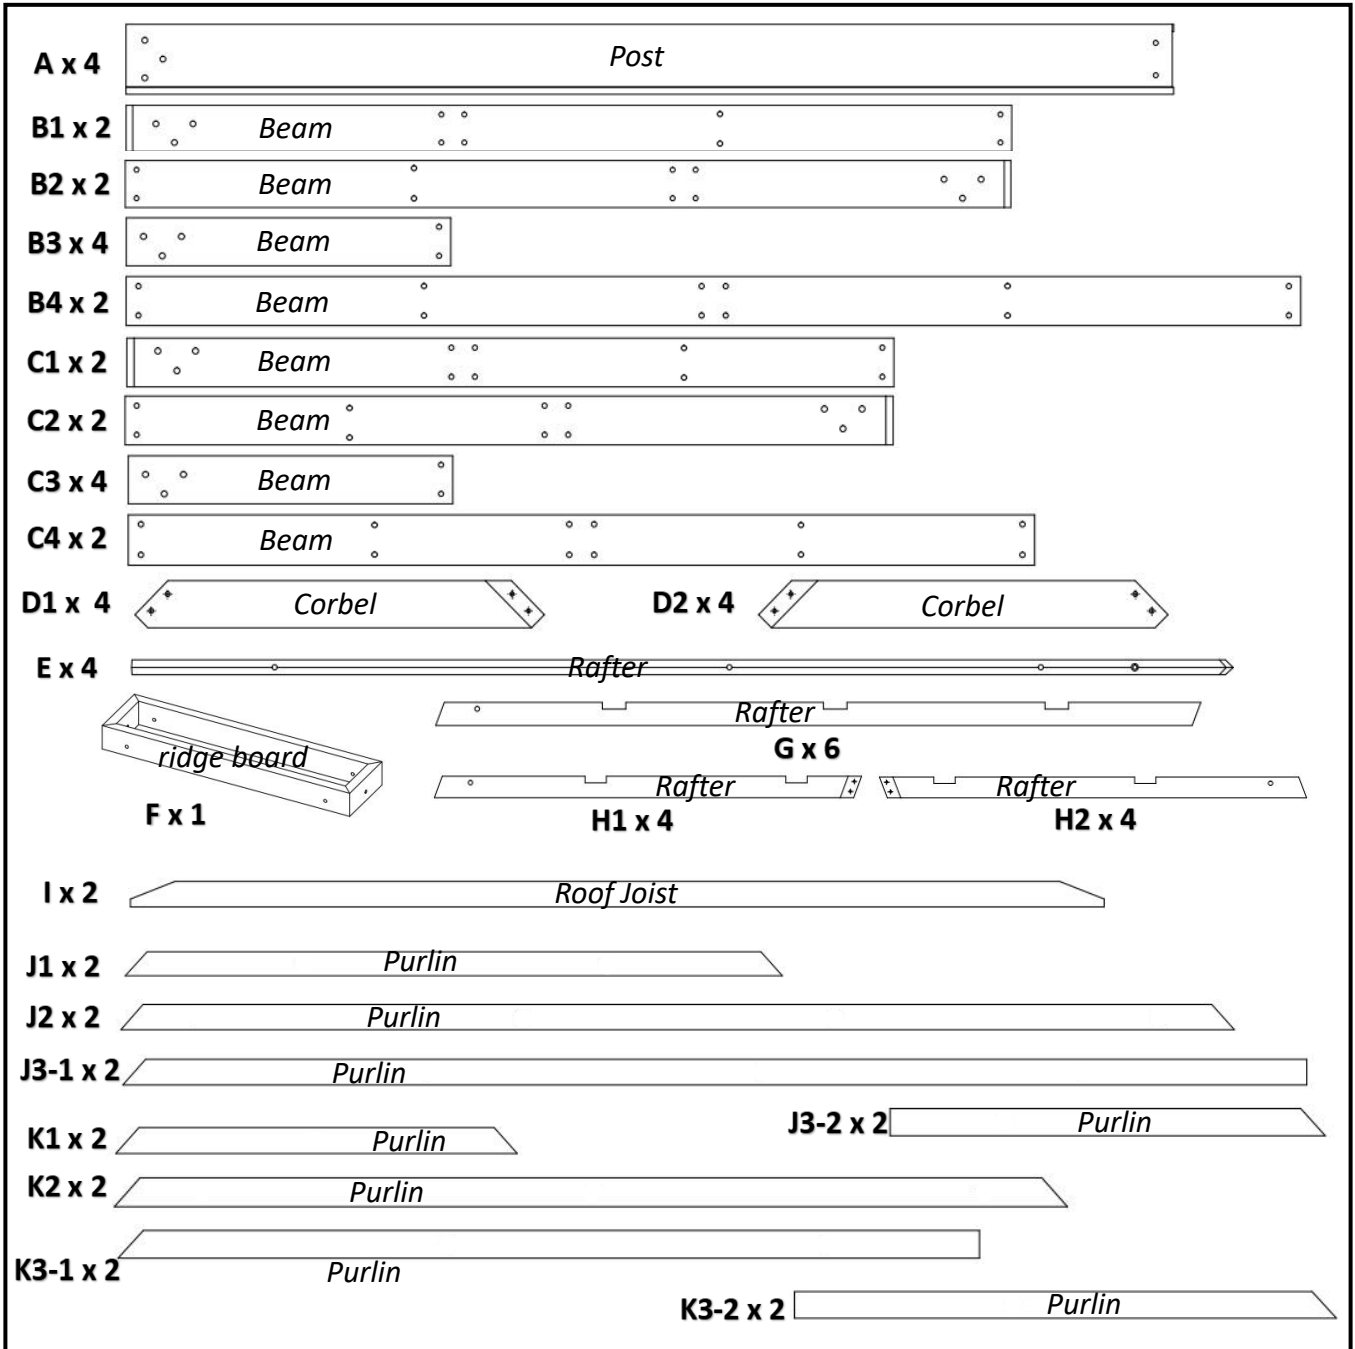 A x 4 Post
B1 x 2 Beam
B2 x 2 Beam
B3 x 4 Beam
B4 x 2 Beam
C1 x 2 Beam
C2 x 2 Beam
C3 x 4 Beam
C4 x 2 Beam
D1 x 4 Corbel D2 x 4 Corbel
E x 4 Rafter
Rafter
G x 6
ridge board
F x 1
Rafter
H1 x 4
Rafter
H2 x 4
I x 2 Roof Joist
J1 x 2 Purlin
J2 x 2 Purlin
J3-1 x 2 Purlin
J3-2 x 2 Purlin
K1 x 2 Purlin
K2 x 2 Purlin
K3-1 x 2 Purlin
K3-2 x 2 Purlin